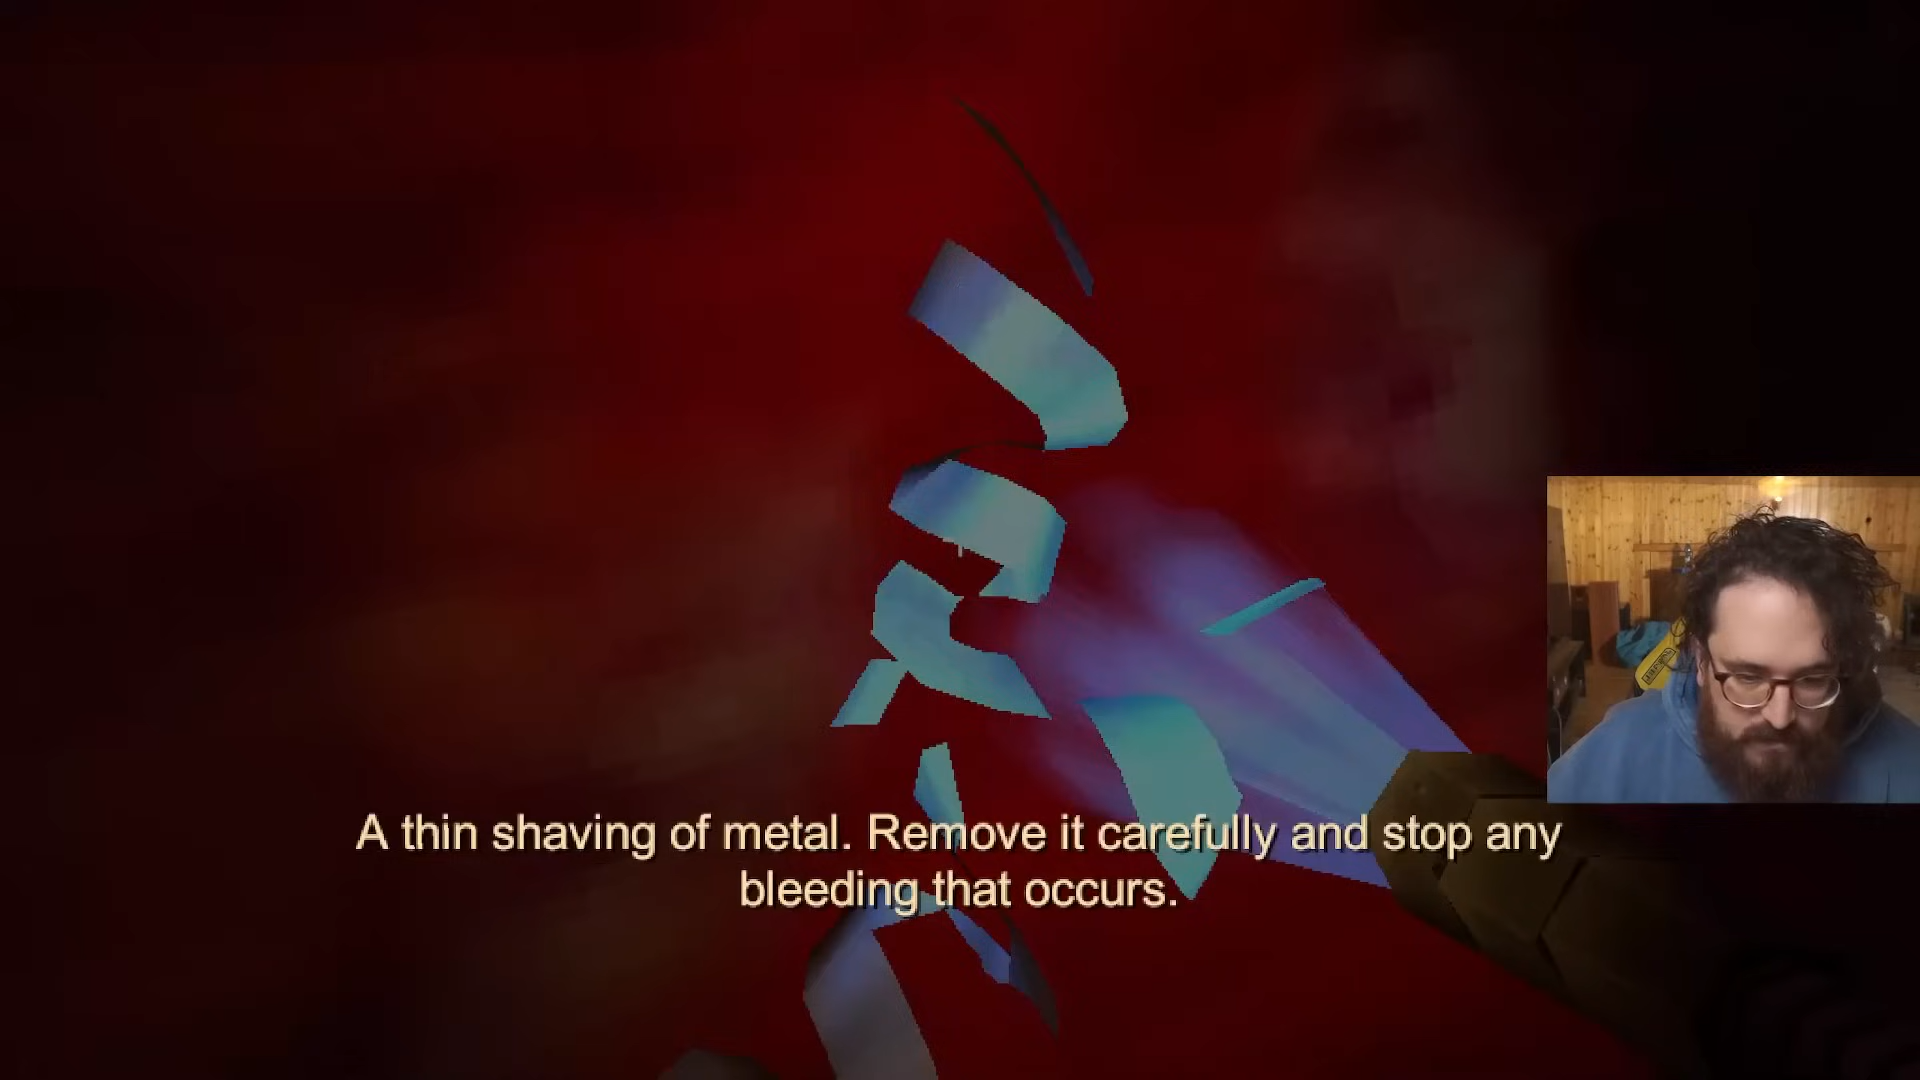 A thin shaving of metal. Remove it carefully and stop any
bleeding that occurs.